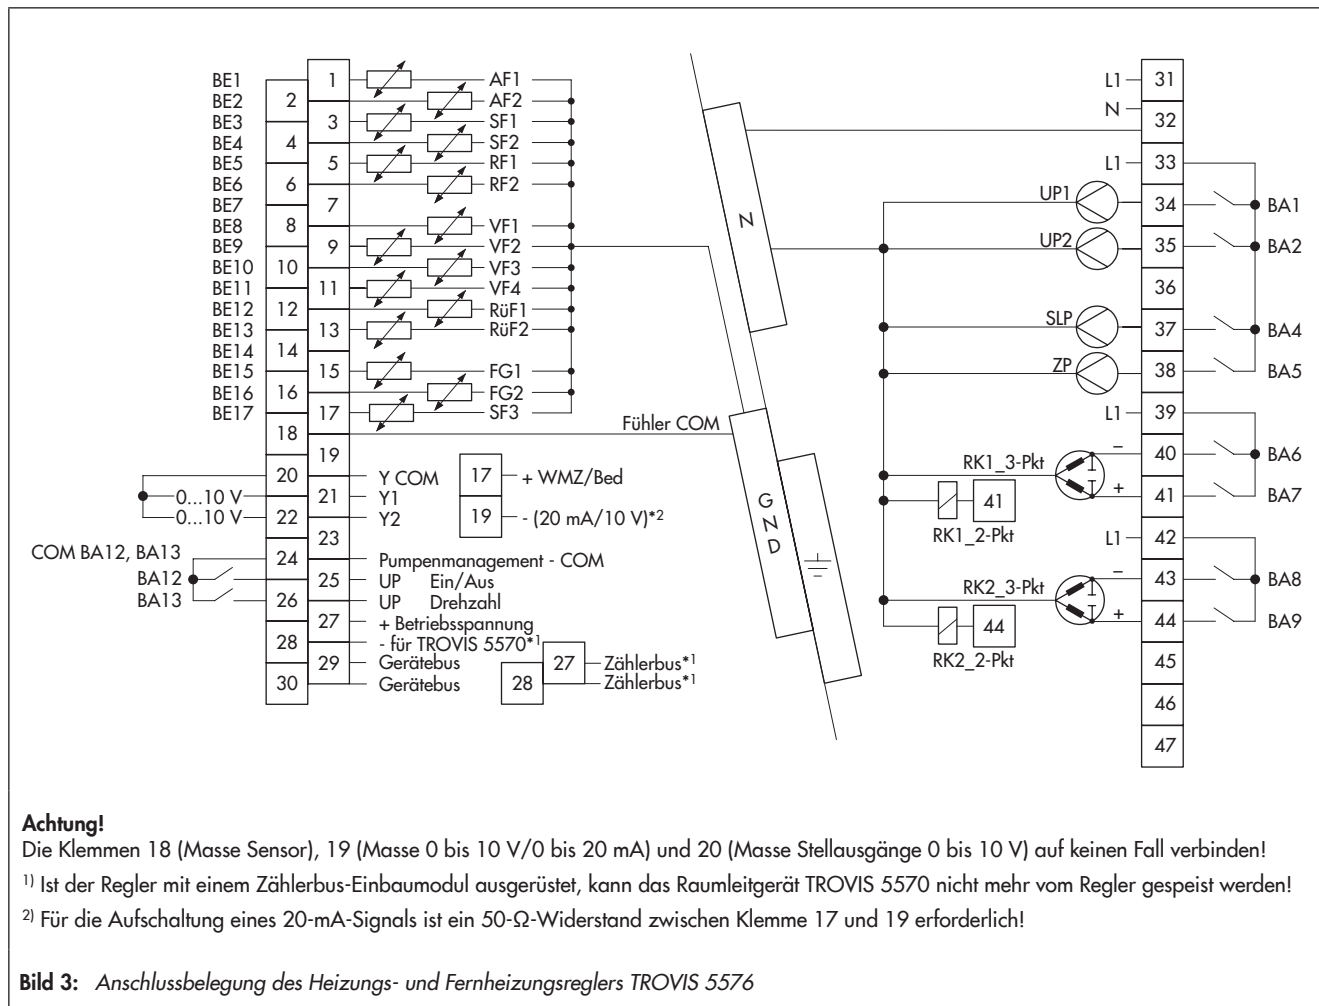 BE1 1 AF1
BE2 2 AF2
BE3 3 SF1
BE4 4 SF2
BE5 5 RF1
BE6 6 RF2
BE7 7
BE8 8 VF1
BE9 9 VF2
BE10 10 VF3
BE11 11 VF4
BE12 12 RüF1
BE13 13 RüF2
BE14 14
BE15 15 FG1
BE16 16 FG2
BE17 17 SF3
18 Fühler COM
19
20 Y COM
0...10 V 21 Y1
0...10 V 22 Y2
23
COM BA12, BA13 24 Pumpenmanagement - COM
BA12 25 UP Ein/Aus
BA13 26 UP Drehzahl
27 + Betriebsspannung
28 - für TROVIS 5570*1
29 Gerätebus
30 Gerätebus
17 + WMZ/Bed
19 - (20 mA/10 V)*2
27 Zählerbus*1
28 Zählerbus*1
N
GND
L1 31
N 32
L1 33
UP1 34 BA1
UP2 35 BA2
36
SLP 37 BA4
ZP 38 BA5
L1 39
RK1_3-Pkt − 40 BA6
+ 41 BA7
41
RK1_2-Pkt
L1 42
RK2_3-Pkt − 43 BA8
+ 44 BA9
44
RK2_2-Pkt
45
46
47
Achtung!
Die Klemmen 18 (Masse Sensor), 19 (Masse 0 bis 10 V/0 bis 20 mA) und 20 (Masse Stellausgänge 0 bis 10 V) auf keinen Fall verbinden!
1) Ist der Regler mit einem Zählerbus-Einbaumodul ausgerüstet, kann das Raumleitgerät TROVIS 5570 nicht mehr vom Regler gespeist werden!
2) Für die Aufschaltung eines 20-mA-Signals ist ein 50-Ω-Widerstand zwischen Klemme 17 und 19 erforderlich!
Bild 3: Anschlussbelegung des Heizungs- und Fernheizungsreglers TROVIS 5576